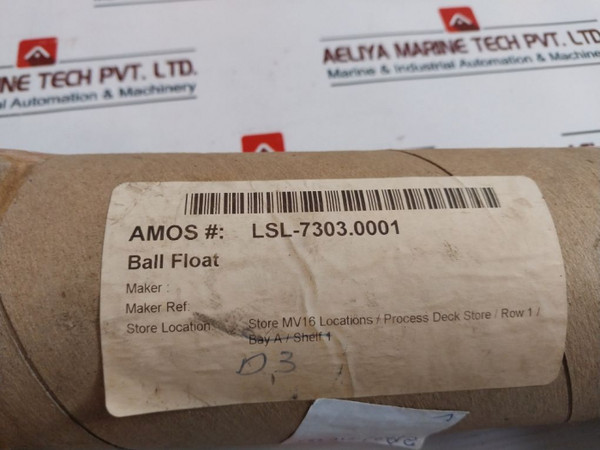 AELIYA MARINE TECH PVT. LTD.
Marine & Industrial Automation & Machinery
MARINE TECH PVT. LTD.
Automation & Machinery
AMOS #: LSL-7303.0001
Ball Float
Maker :
Maker Ref:
Store Location: Store MV16 Locations / Process Deck Store / Row 1 /
Bay A / Shelf 1
D3